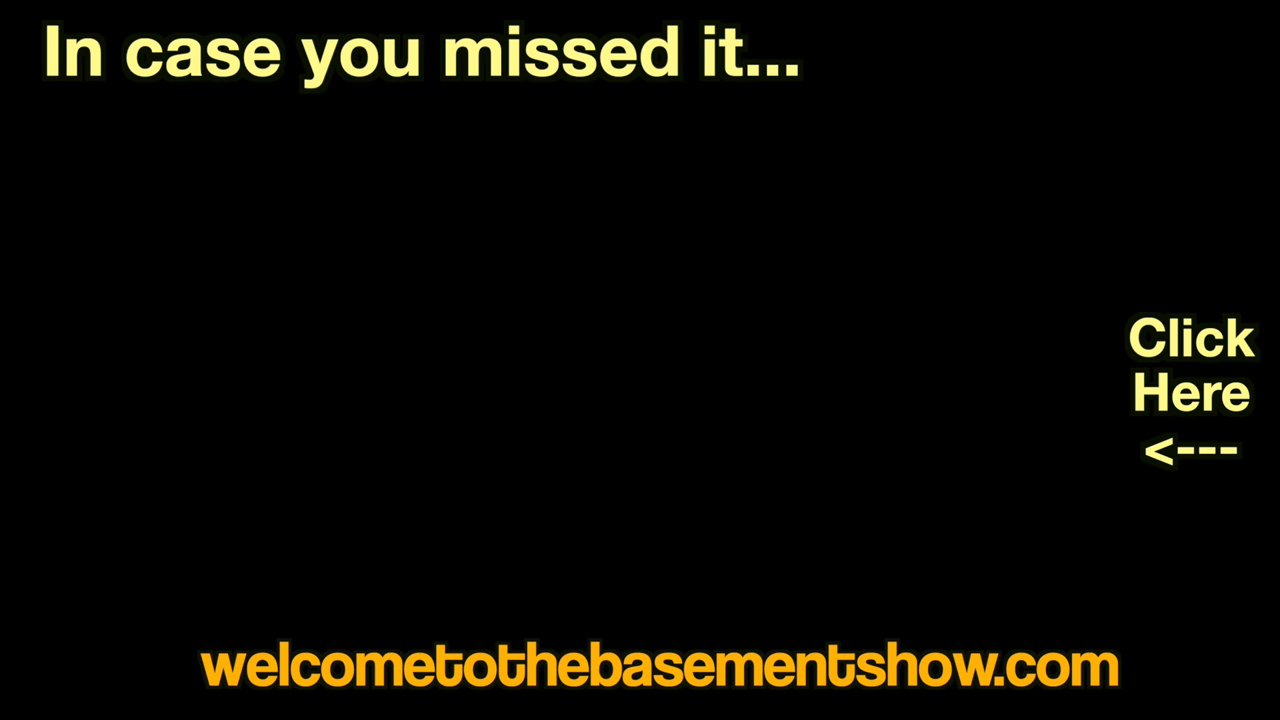 In case you missed it...
Click
Here
<---
welcometothebasementshow.com